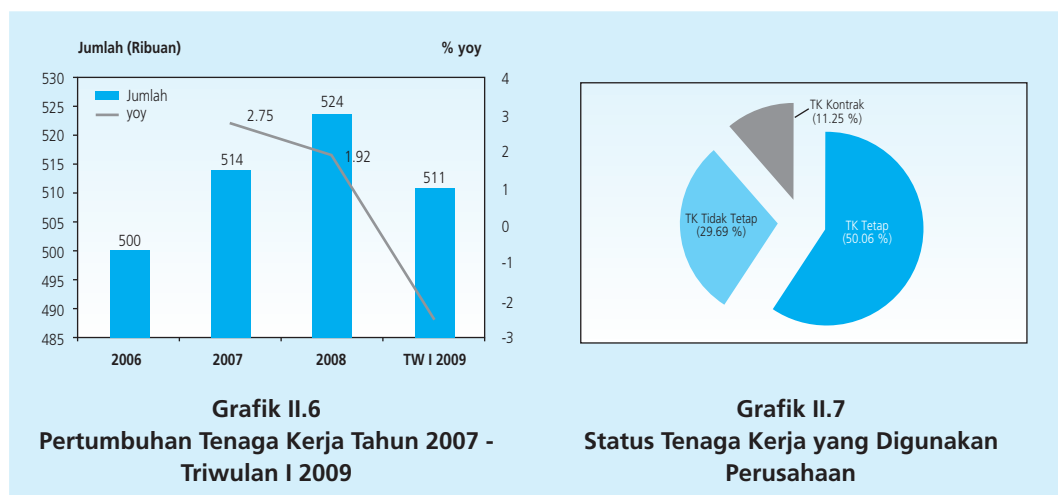 Jumlah (Ribuan)
% yoy
530
525
520
515
510
505
500
495
490
485
4
3
2
1
0
-1
-2
-3
Jumlah
yoy
500
514
524
511
2.75
1.92
2006
2007
2008
TW I 2009
Grafik II.6
Pertumbuhan Tenaga Kerja Tahun 2007 -
Triwulan I 2009
TK Kontrak
(11.25 %)
TK Tidak Tetap
(29.69 %)
TK Tetap
(50.06 %)
Grafik II.7
Status Tenaga Kerja yang Digunakan
Perusahaan